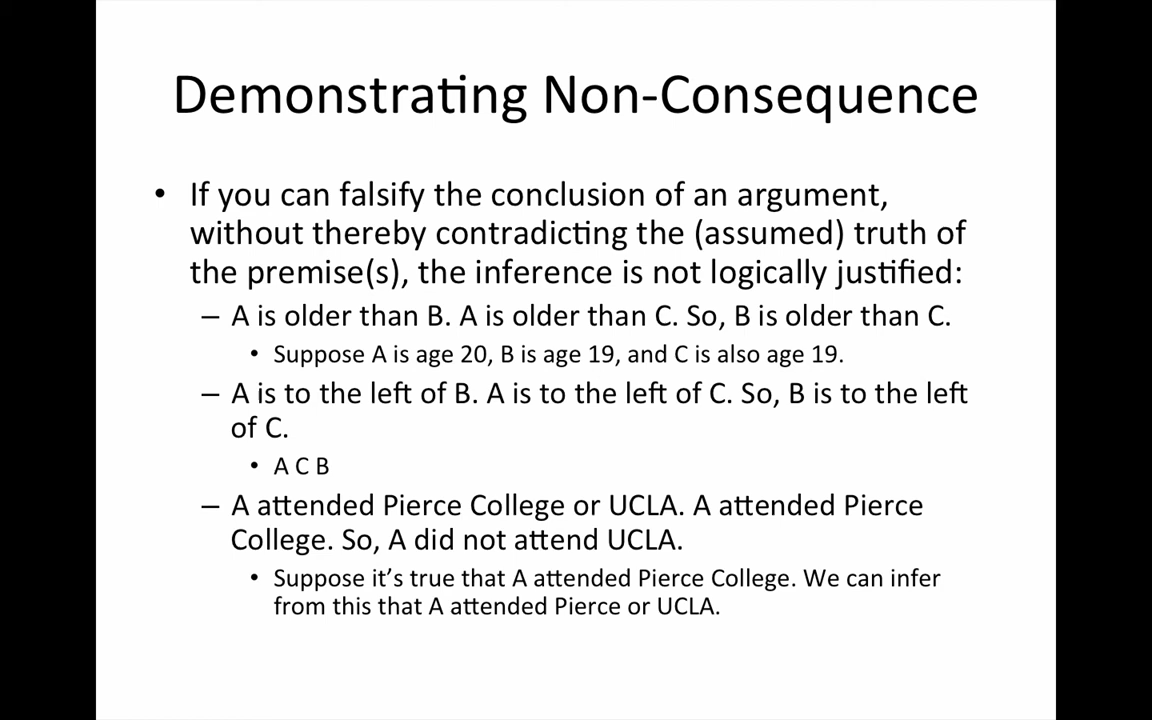 Demonstrating Non-Consequence
• If you can falsify the conclusion of an argument,
without thereby contradicting the (assumed) truth of
the premise(s), the inference is not logically justified:
– A is older than B. A is older than C. So, B is older than C.
• Suppose A is age 20, B is age 19, and C is also age 19.
– A is to the left of B. A is to the left of C. So, B is to the left
of C.
• A C B
– A attended Pierce College or UCLA. A attended Pierce
College. So, A did not attend UCLA.
• Suppose it’s true that A attended Pierce College. We can infer
from this that A attended Pierce or UCLA.